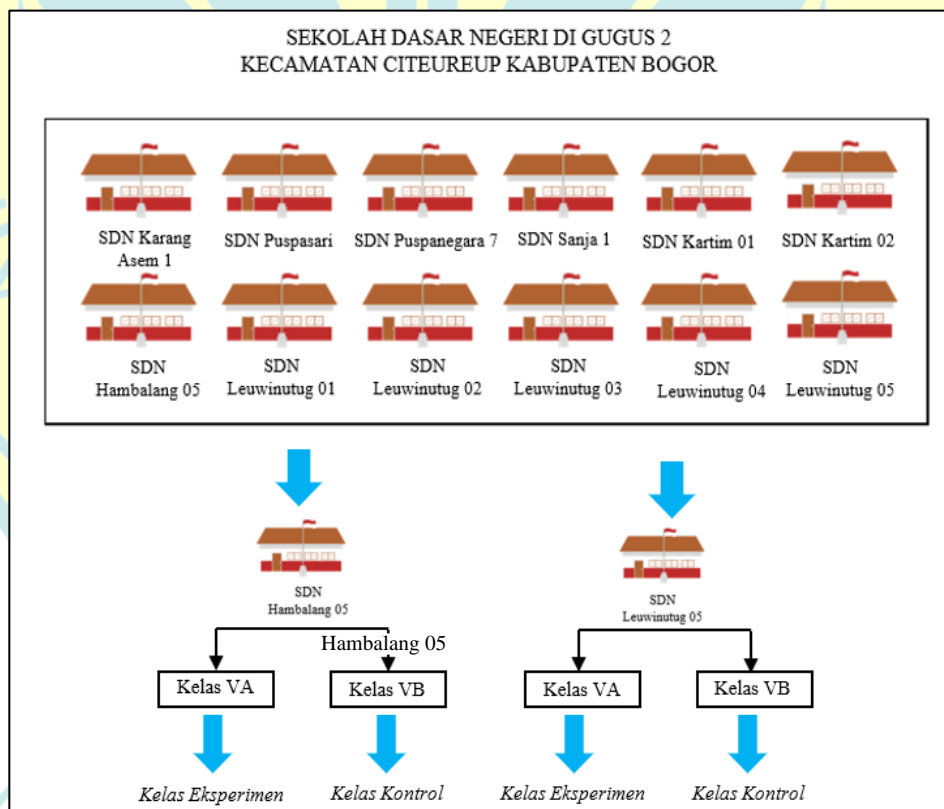 SEKOLAH DASAR NEGERI DI GUGUS 2
KECAMATAN CITEUREUP KABUPATEN BOGOR
SDN Karang
Asem 1
SDN Puspasari
SDN Puspanegara 7
SDN Sanja 1
SDN Kartim 01
SDN Kartim 02
SDN
Hambalang 05
SDN
Leuwinutug 01
SDN
Leuwinutug 02
SDN
Leuwinutug 03
SDN
Leuwinutug 04
SDN
Leuwinutug 05
SDN
Hambalang 05
SDN
Leuwinutug 05
Hambalang 05
Kelas VA
Kelas VB
Kelas VA
Kelas VB
Kelas Eksperimen
Kelas Kontrol
Kelas Eksperimen
Kelas Kontrol